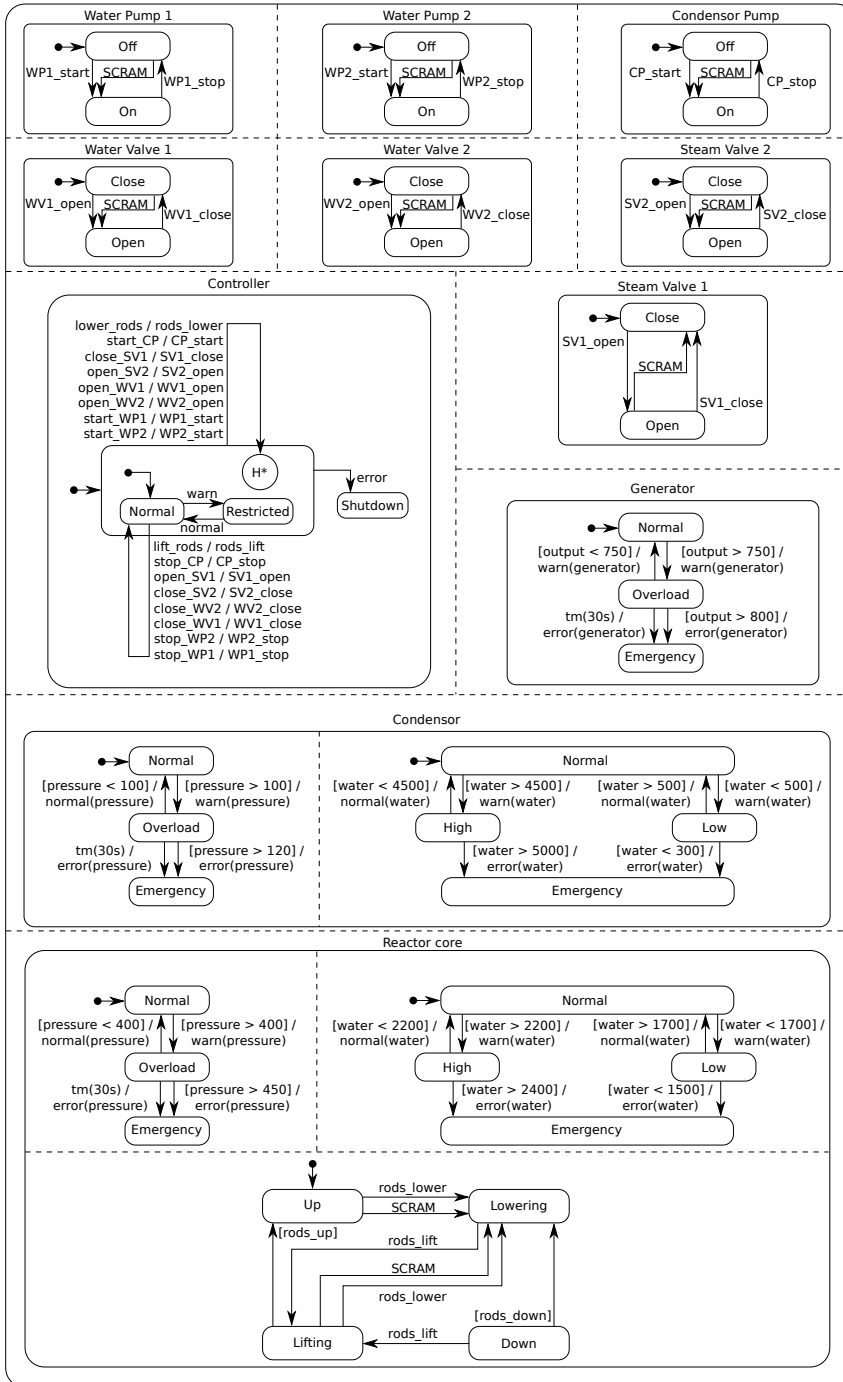 Water Pump 1
Off
WP1_start
SCRAM
WP1_stop
On
Water Pump 2
Off
WP2_start
SCRAM
WP2_stop
On
Condensor Pump
Off
CP_start
SCRAM
CP_stop
On
Water Valve 1
Close
WV1_open
SCRAM
WV1_close
Open
Water Valve 2
Close
WV2_open
SCRAM
WV2_close
Open
Steam Valve 2
Close
SV2_open
SCRAM
SV2_close
Open
Controller
lower_rods / rods_lower
start_CP / CP_start
close_SV1 / SV1_close
open_SV2 / SV2_open
open_WV1 / WV1_open
open_WV2 / WV2_open
start_WP1 / WP1_start
start_WP2 / WP2_start
H*
error
warn
Normal
Restricted
Shutdown
normal
lift_rods / rods_lift
stop_CP / CP_stop
open_SV1 / SV1_open
close_SV2 / SV2_close
close_WV2 / WV2_close
close_WV1 / WV1_close
stop_WP2 / WP2_stop
stop_WP1 / WP1_stop
Steam Valve 1
Close
SV1_open
SCRAM
SV1_close
Open
Generator
Normal
[output < 750] /
warn(generator)
[output > 750] /
warn(generator)
Overload
tm(30s) /
error(generator)
[output > 800] /
error(generator)
Emergency
Condensor
Normal
[pressure < 100] /
normal(pressure)
[pressure > 100] /
warn(pressure)
Overload
tm(30s) /
error(pressure)
[pressure > 120] /
error(pressure)
Emergency
Normal
[water < 4500] /
normal(water)
[water > 4500] /
warn(water)
[water > 500] /
normal(water)
[water < 500] /
warn(water)
High
Low
[water > 5000] /
error(water)
[water < 300] /
error(water)
Emergency
Reactor core
Normal
[pressure < 400] /
normal(pressure)
[pressure > 400] /
warn(pressure)
Overload
tm(30s) /
error(pressure)
[pressure > 450] /
error(pressure)
Emergency
Normal
[water < 2200] /
normal(water)
[water > 2200] /
warn(water)
[water > 1700] /
normal(water)
[water < 1700] /
warn(water)
High
Low
[water > 2400] /
error(water)
[water < 1500] /
error(water)
Emergency
Up
rods_lower
SCRAM
Lowering
[rods_up]
rods_lift
SCRAM
rods_lower
[rods_down]
Lifting
rods_lift
Down